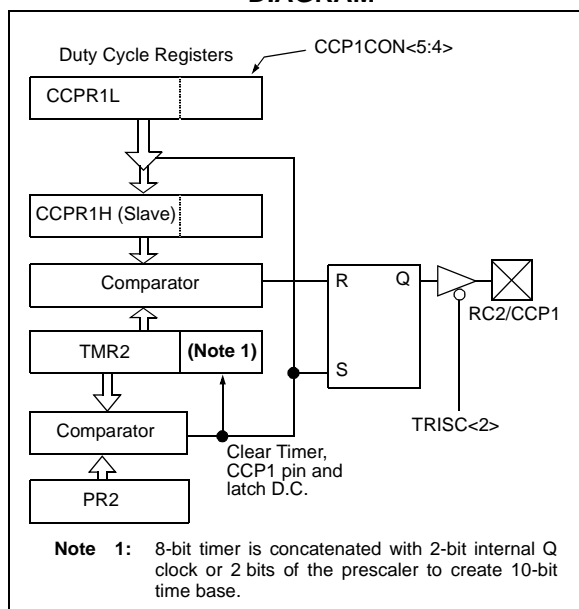 DIAGRAM
Duty Cycle Registers
CCP1CON<5:4>
CCPR1L
CCPR1H (Slave)
Comparator
R
Q
RC2/CCP1
TMR2
(Note 1)
S
Comparator
Clear Timer,
CCP1 pin and
latch D.C.
TRISC<2>
PR2
Note 1: 8-bit timer is concatenated with 2-bit internal Q
clock or 2 bits of the prescaler to create 10-bit
time base.